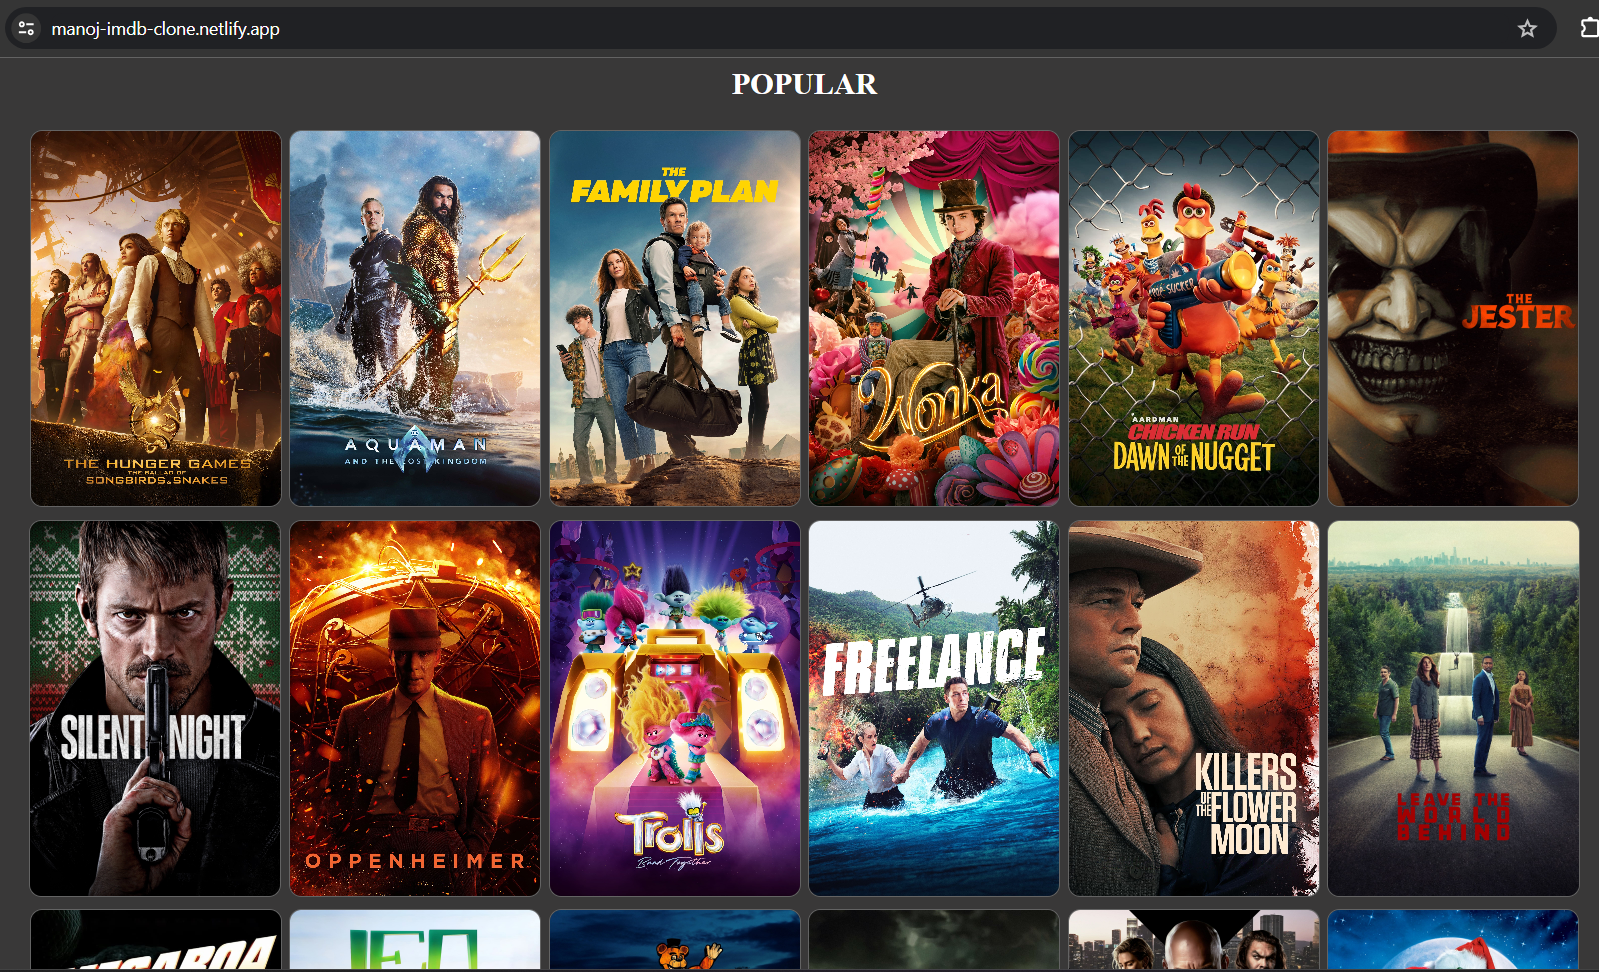 manoj-imdb-clone.netlify.app
POPULAR
THE HUNGER GAMES
THE BALLAD OF
SONGBIRDS & SNAKES
AQUAMAN
AND THE LOST KINGDOM
THE
FAMILY PLAN
Wonka
POP-SUCKER
AARDMAN
CHICKEN RUN
DAWN OF THE NUGGET
THE
JESTER
SILENT NIGHT
OPPENHEIMER
Trolls
Band Together
FREELANCE
KILLERS
OF THE FLOWER
MOON
LEAVE THE
WORLD
BEHIND